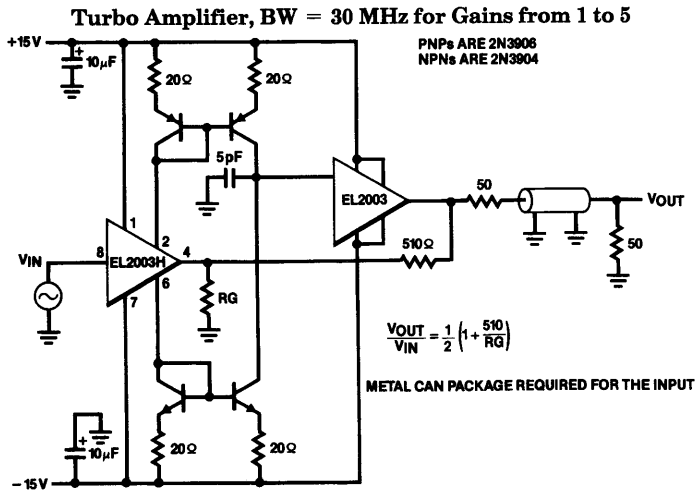 Turbo Amplifier, BW = 30 MHz for Gains from 1 to 5
+15V
+
10µF
20Ω
20Ω
PNPs ARE 2N3906
NPNs ARE 2N3904
5pF
EL2003
50
VOUT
50
510Ω
1
2
VIN
8
EL2003H
4
6
7
RG
VOUT/VIN = 1/2 (1+ 510/RG)
METAL CAN PACKAGE REQUIRED FOR THE INPUT
+
10µF
20Ω
20Ω
−15V